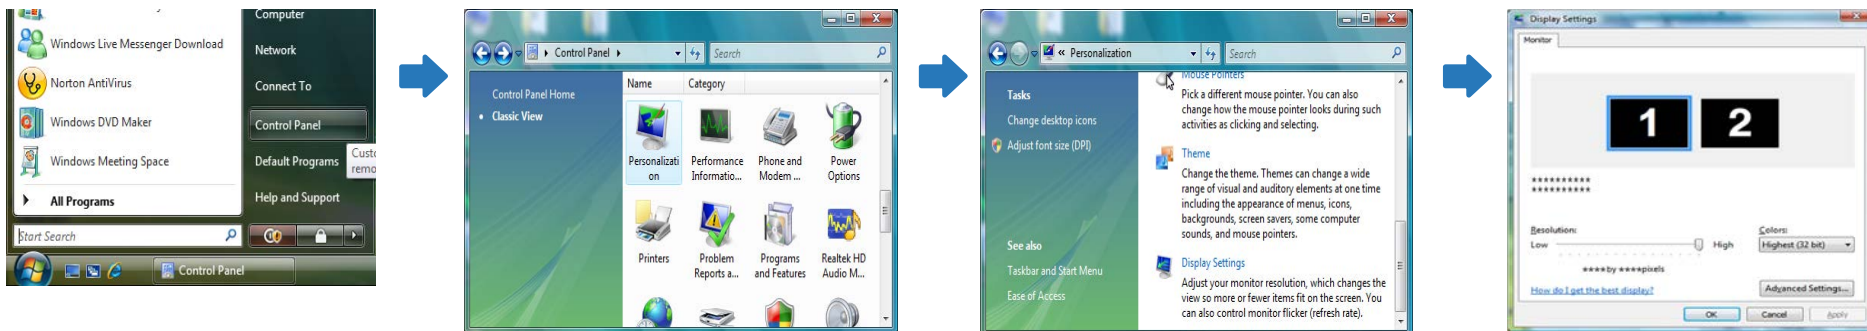 Computer
Windows Live Messenger Download
Network
Norton AntiVirus
Connect To
Windows DVD Maker
Control Panel
Windows Meeting Space
Default Programs
All Programs
Help and Support
Start Search
Control Panel
Control Panel
Search
Control Panel Home
Classic View
Name Category
Personalizati
on
Performance
Informatio...
Phone and
Modem ...
Power
Options
Printers
Problem
Reports a...
Programs
and Features
Realtek HD
Audio M...
« Personalization
Search
Tasks
Change desktop icons
Adjust font size (DPI)
See also
Taskbar and Start Menu
Ease of Access
Mouse Pointers
Pick a different mouse pointer. You can also
change how the mouse pointer looks during such
activities as clicking and selecting.
Theme
Change the theme. Themes can change a wide
range of visual and auditory elements at one time
including the appearance of menus, icons,
backgrounds, screen savers, some computer
sounds, and mouse pointers.
Display Settings
Adjust your monitor resolution, which changes the
view so more or fewer items fit on the screen. You
can also control monitor flicker (refresh rate).
Display Settings
Monitor
1 2
**********
**********
Resolution:
Low High
****by ****pixels
Colors:
Highest (32 bit)
How do I get the best display?
Advanced Settings...
OK Cancel Apply